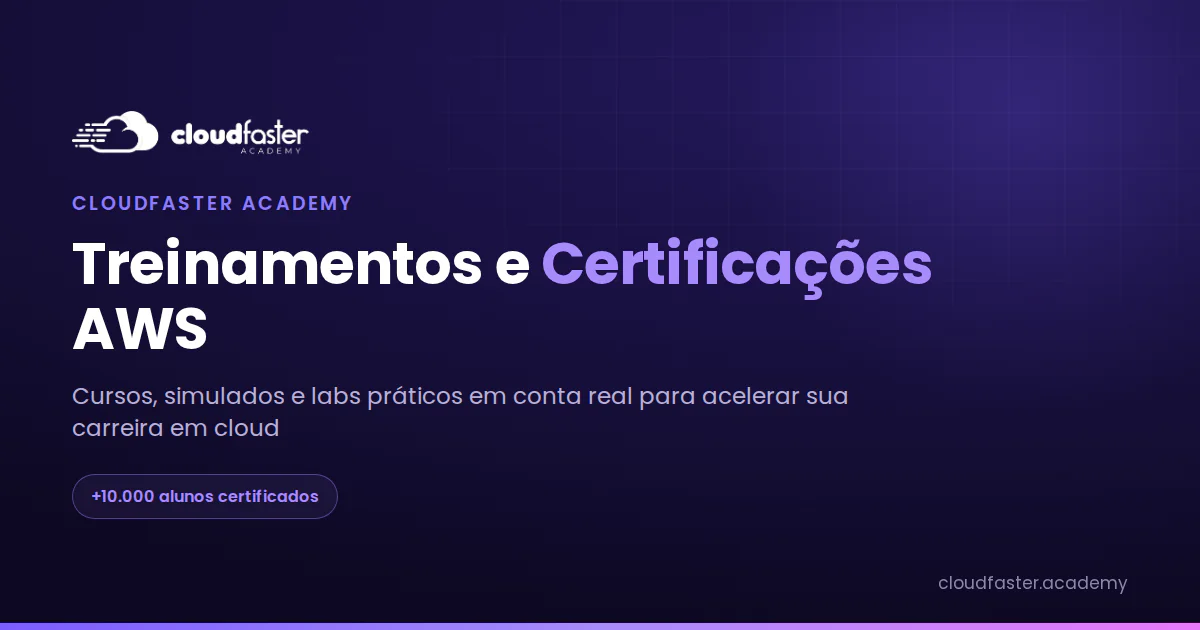 cloudfaster
ACADEMY
CLOUDFASTER ACADEMY
Treinamentos e Certificações
AWS
Cursos, simulados e labs práticos em conta real para acelerar sua
carreira em cloud
+10.000 alunos certificados
cloudfaster.academy